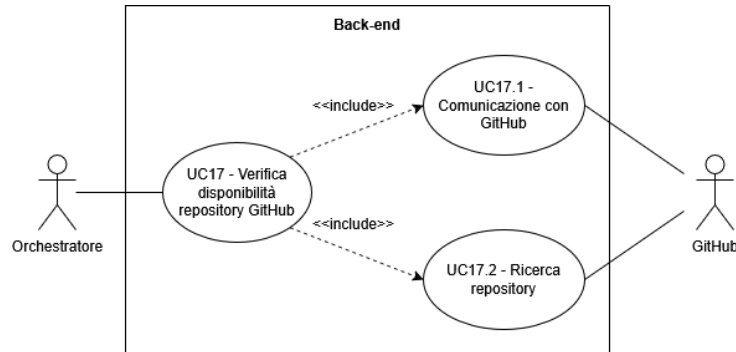 Back-end
UC17.1 -
Comunicazione con
GitHub
<<include>>
UC17 - Verifica
disponibilità
repository GitHub
Orchestratore
<<include>>
GitHub
UC17.2 - Ricerca
repository